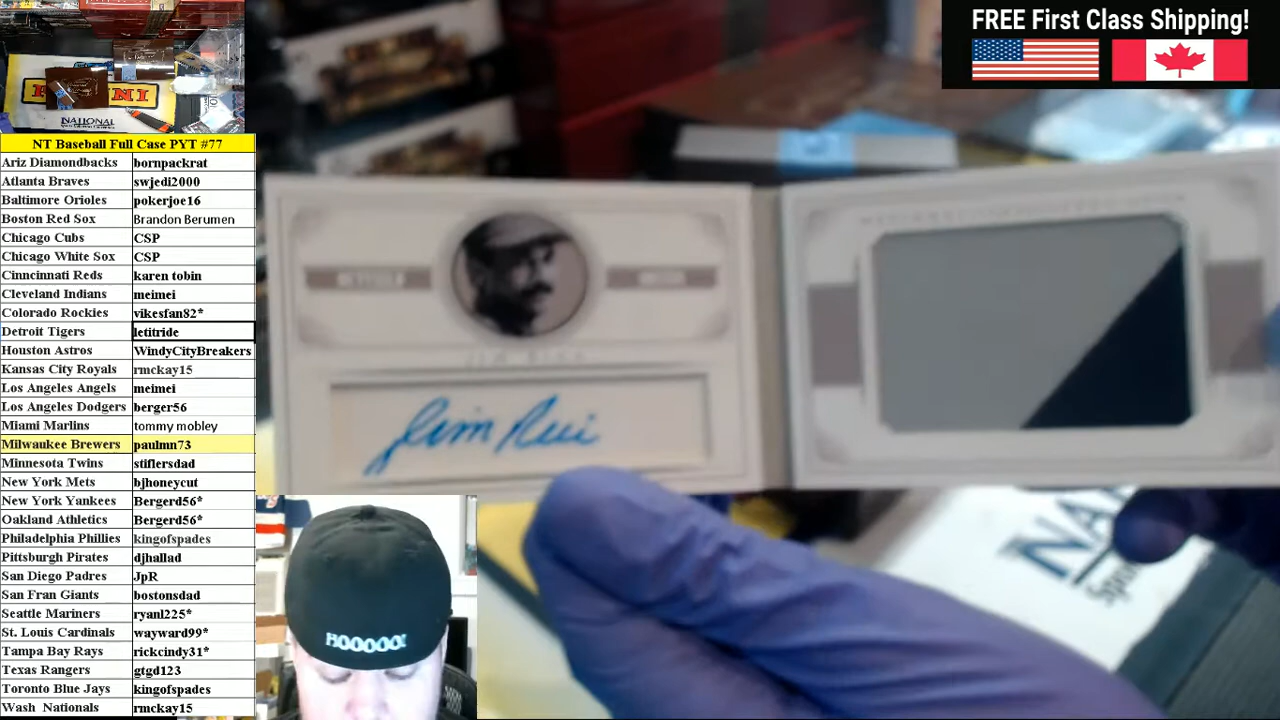 FREE First Class Shipping!
NATIONAL
NT Baseball Full Case PYT #77
Ariz Diamondbacks bornpackrat
Atlanta Braves swjedi2000
Baltimore Orioles pokerjoe16
Boston Red Sox Brandon Berumen
Chicago Cubs CSP
Chicago White Sox CSP
Cinncinnati Reds karen tobin
Cleveland Indians meimei
Colorado Rockies vikesfan82*
Detroit Tigers letitride
Houston Astros WindyCityBreakers
Kansas City Royals rmckay15
Los Angeles Angels meimei
Los Angeles Dodgers berger56
Miami Marlins tommy mobley
Milwaukee Brewers paulmn73
Minnesota Twins stiflersdad
New York Mets bjhoneycut
New York Yankees Bergerd56*
Oakland Athletics Bergerd56*
Philadelphia Phillies kingofspades
Pittsburgh Pirates djhallad
San Diego Padres JpR
San Fran Giants bostonsdad
Seattle Mariners ryanl225*
St. Louis Cardinals wayward99*
Tampa Bay Rays rickcindy31*
Texas Rangers gtgd123
Toronto Blue Jays kingofspades
Wash Nationals rmckay15
Jim Rice
NA
Spo
HOOOOOX